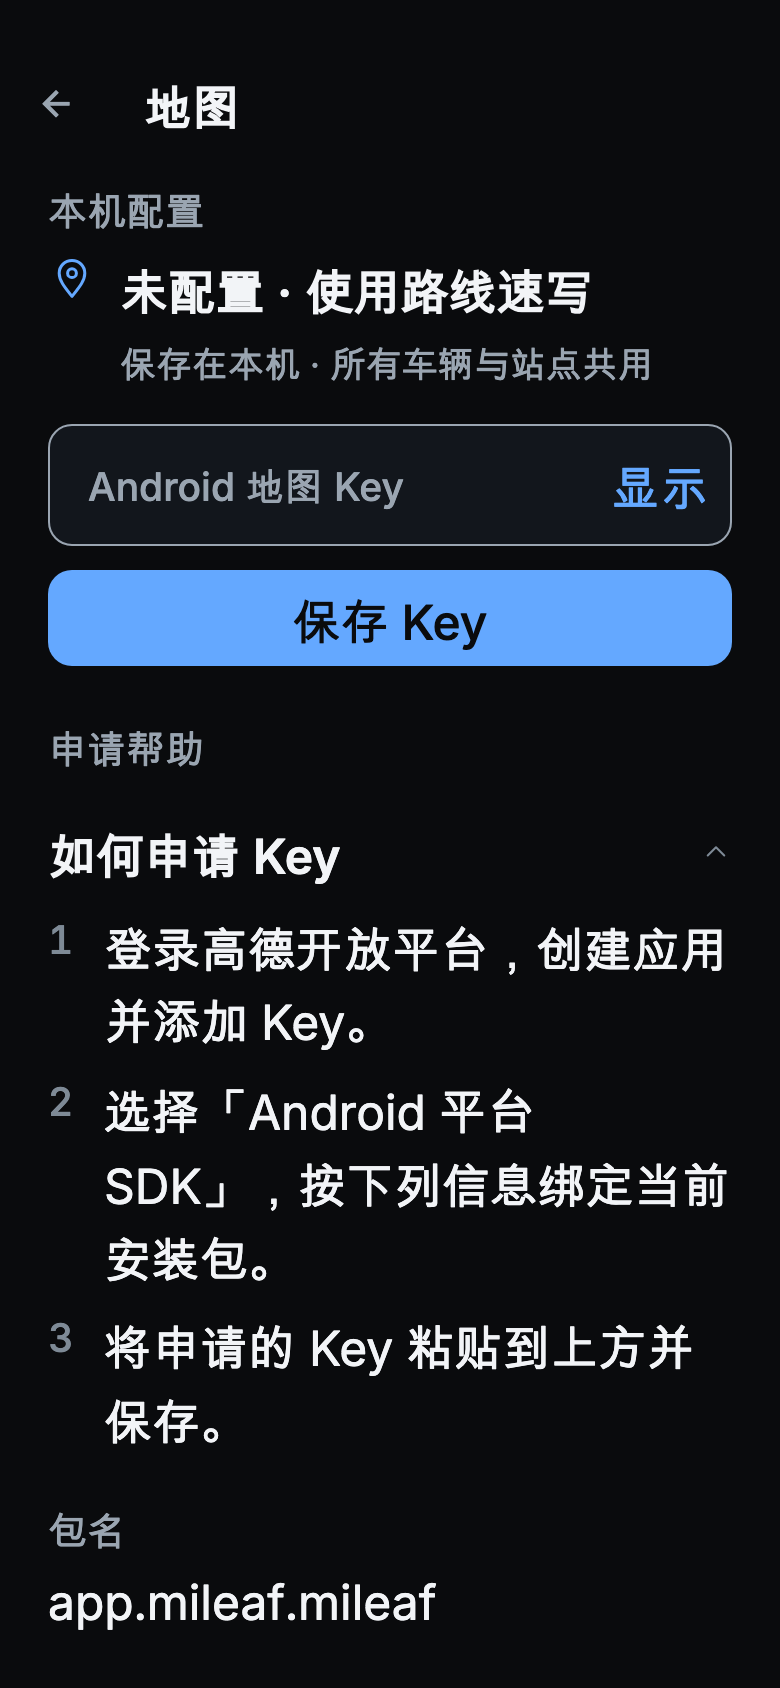 地图
本机配置
未配置 · 使用路线速写
保存在本机 · 所有车辆与站点共用
Android 地图 Key
显示
保存 Key
申请帮助
如何申请 Key
1 登录高德开放平台，创建应用
并添加 Key。
2 选择「Android 平台
SDK」，按下列信息绑定当前
安装包。
3 将申请的 Key 粘贴到上方并
保存。
包名
app.mileaf.mileaf